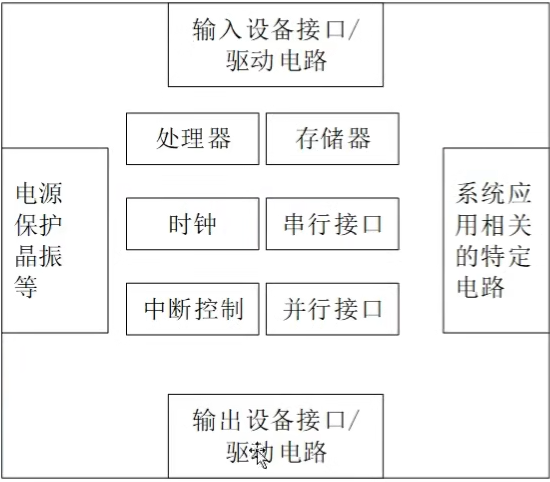 输入设备接口/
驱动电路
处理器
存储器
电源
保护
晶振
等
时钟
串行接口
系统应
用相关
的特定
电路
中断控制
并行接口
输出设备接口/
驱动电路